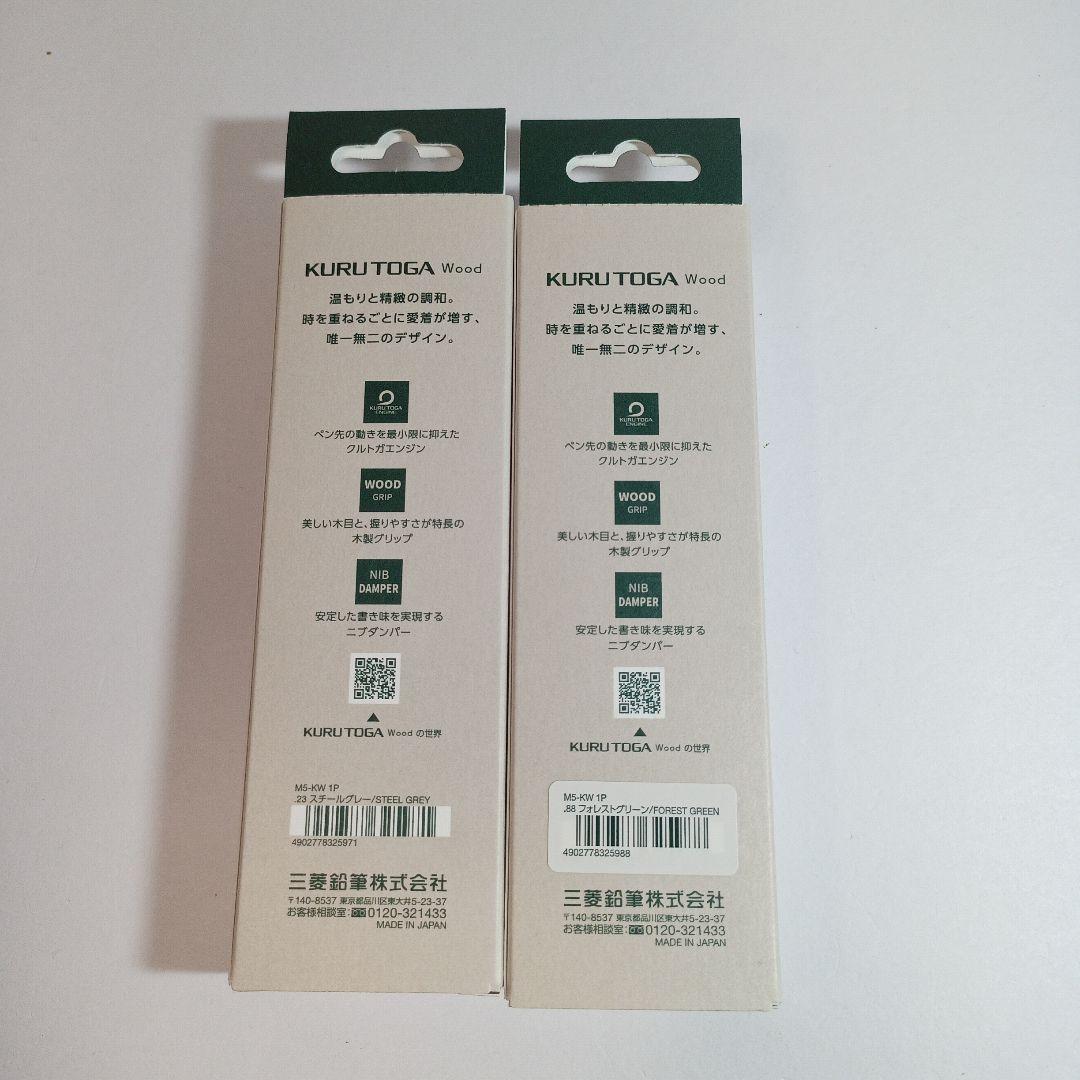 KURU TOGA Wood
温もりと精緻の調和。
時を重ねるごとに愛着が増す、
唯一無二のデザイン。
KURU TOGA
ENGINE
ペン先の動きを最小限に抑えた
クルトガエンジン
WOOD
GRIP
美しい木目と、握りやすさが特長の
木製グリップ
NIB
DAMPER
安定した書き味を実現する
ニブダンパー
KURU TOGA Wood の世界
M5-KW 1P
.23 スチールグレー/STEEL GREY
4902778325971
三菱鉛筆株式会社
〒140-8537 東京都品川区東大井5-23-37
お客様相談室:0120-321433
MADE IN JAPAN
KURU TOGA Wood
温もりと精緻の調和。
時を重ねるごとに愛着が増す、
唯一無二のデザイン。
KURU TOGA
ENGINE
ペン先の動きを最小限に抑えた
クルトガエンジン
WOOD
GRIP
美しい木目と、握りやすさが特長の
木製グリップ
NIB
DAMPER
安定した書き味を実現する
ニブダンパー
KURU TOGA Wood の世界
M5-KW 1P
.88 フォレストグリーン/FOREST GREEN
4902778325988
三菱鉛筆株式会社
〒140-8537 東京都品川区東大井5-23-37
お客様相談室:0120-321433
MADE IN JAPAN